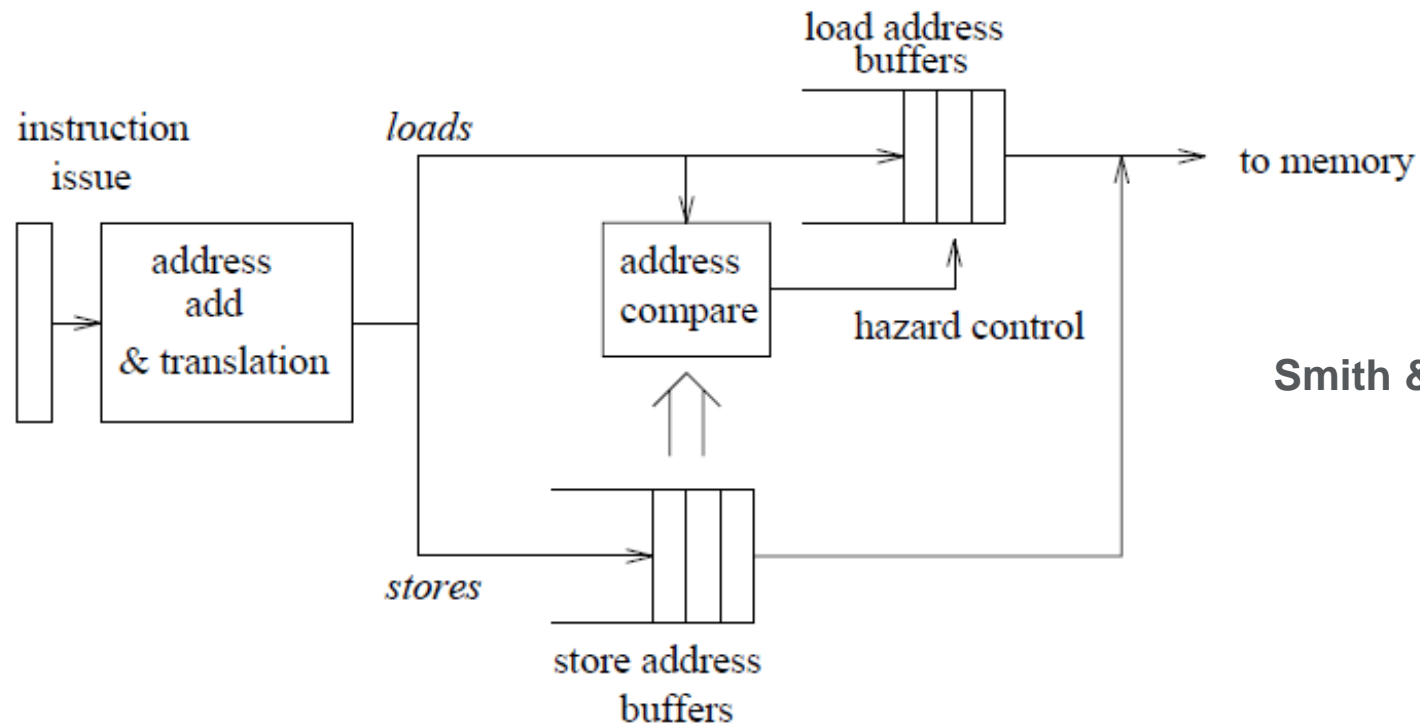 load address
buffers
instruction
issue
loads
to memory
address
add
& translation
address
compare
hazard control
Smith &
stores
store address
buffers